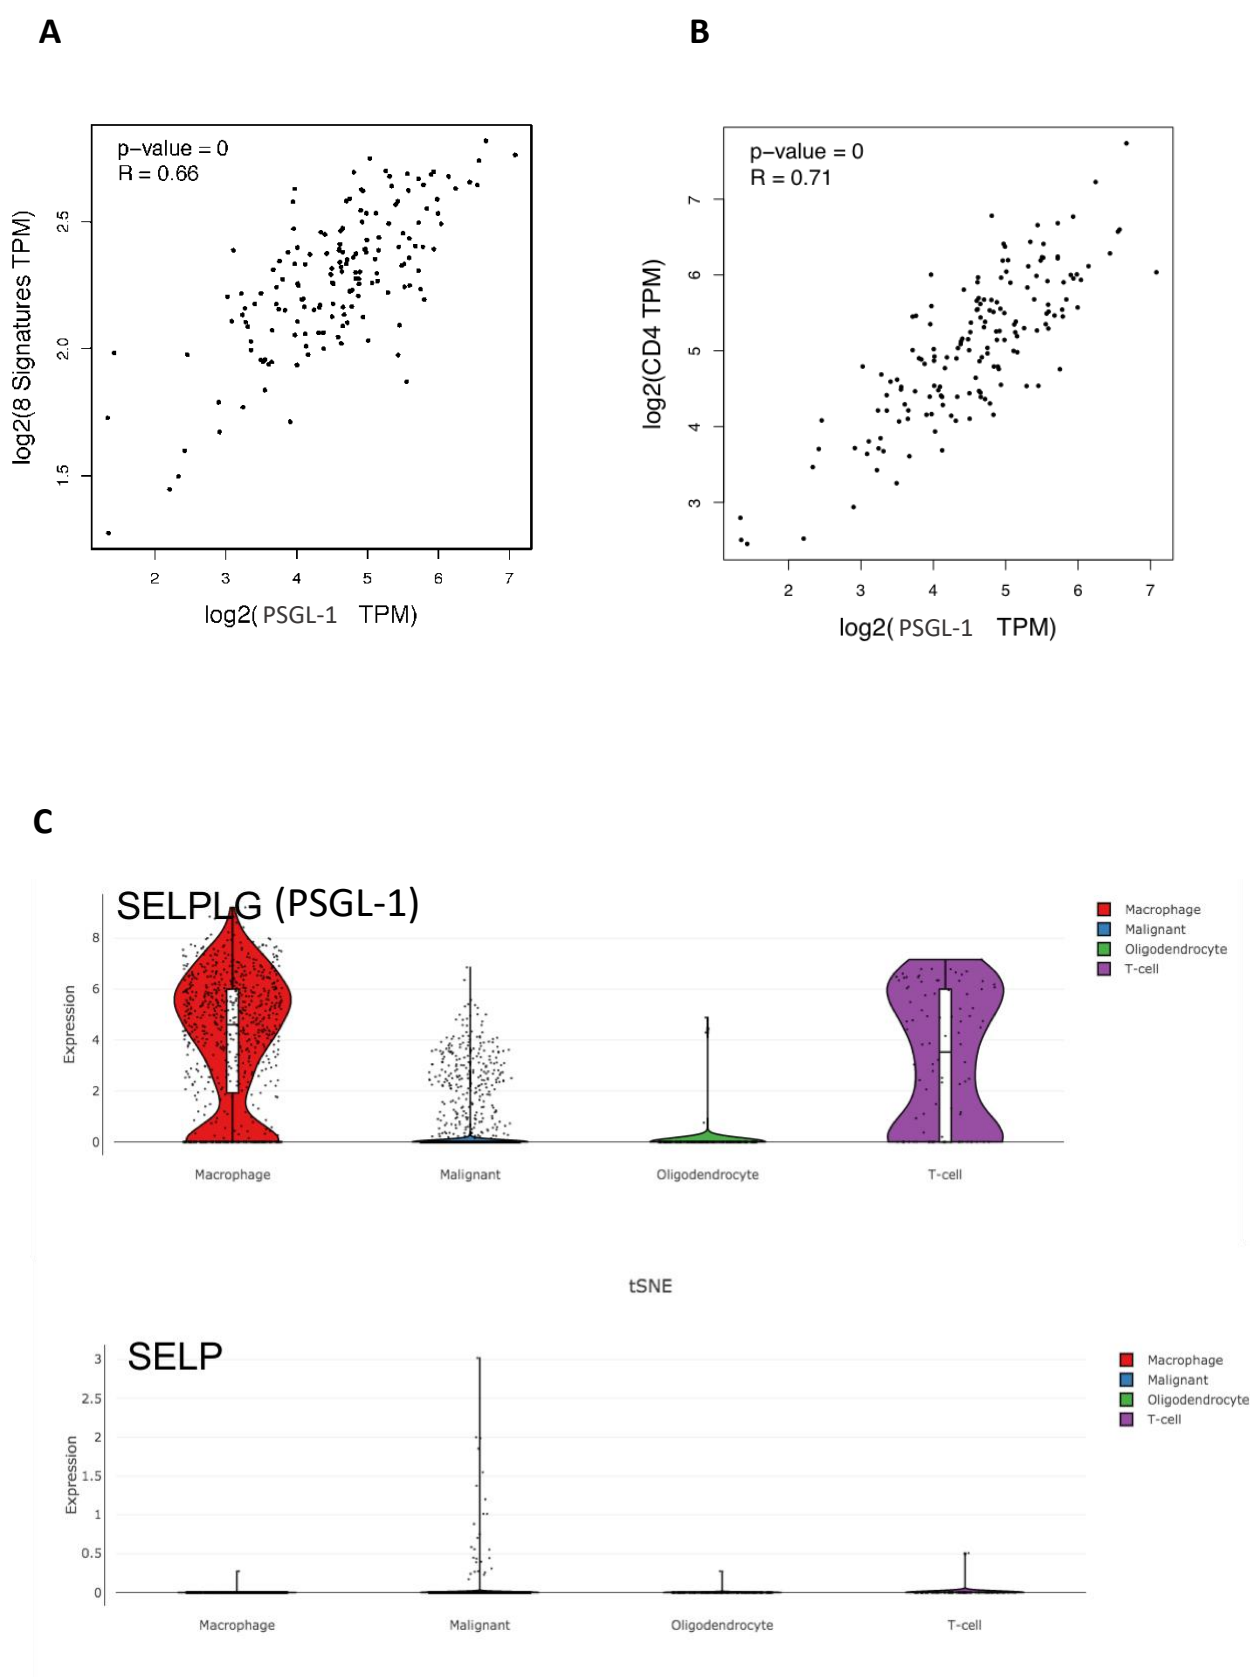 A
B
p-value = 0
R = 0.66
log2(8 Signatures TPM)
2.5
2.0
1.5
2 3 4 5 6 7
log2( PSGL-1 TPM)
p-value = 0
R = 0.71
log2(CD4 TPM)
7
6
5
4
3
2 3 4 5 6 7
log2( PSGL-1 TPM)
C
SELPLG (PSGL-1)
Expression
8
6
4
2
0
Macrophage Malignant Oligodendrocyte T-cell
Macrophage
Malignant
Oligodendrocyte
T-cell
tSNE
SELP
Expression
3
2.5
2
1.5
1
0.5
0
Macrophage Malignant Oligodendrocyte T-cell
Macrophage
Malignant
Oligodendrocyte
T-cell